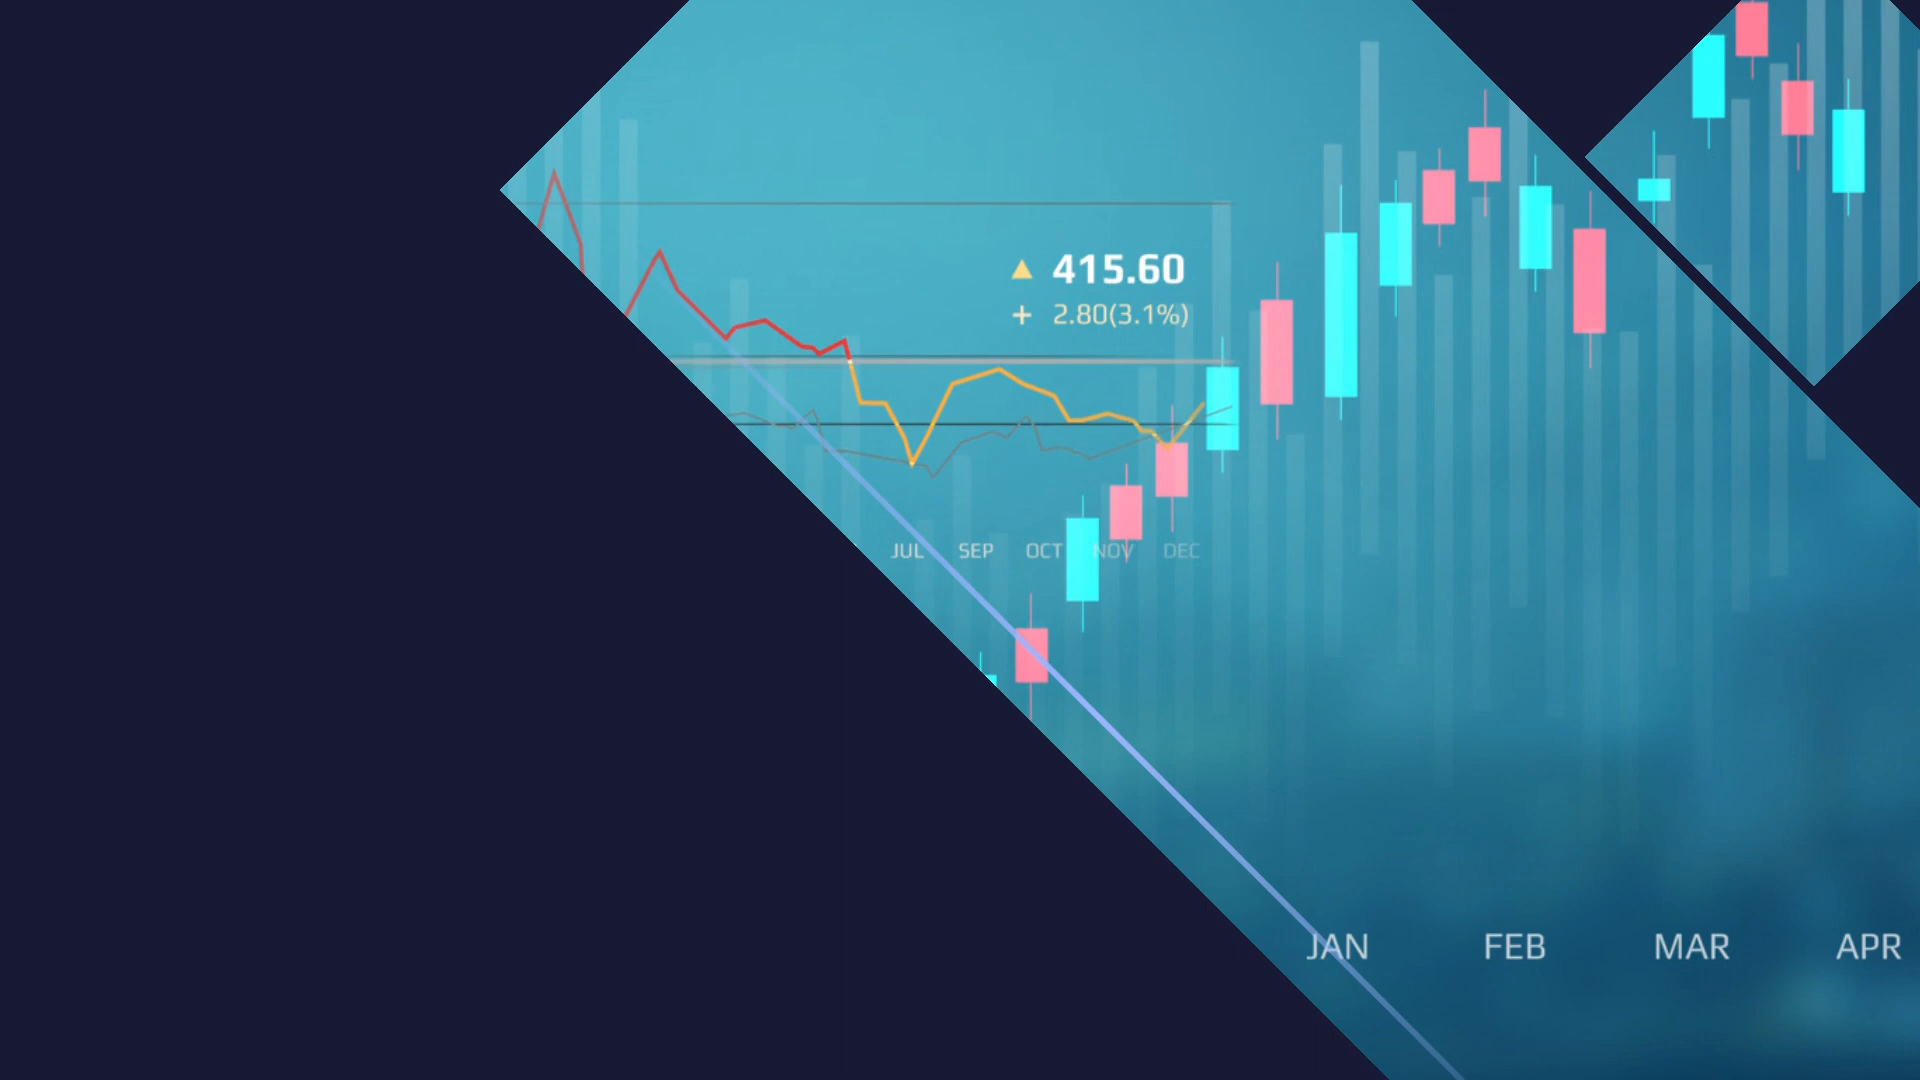 415.60
+ 2.80(3.1%)
JUL SEP OCT NOV DEC
JAN FEB MAR APR